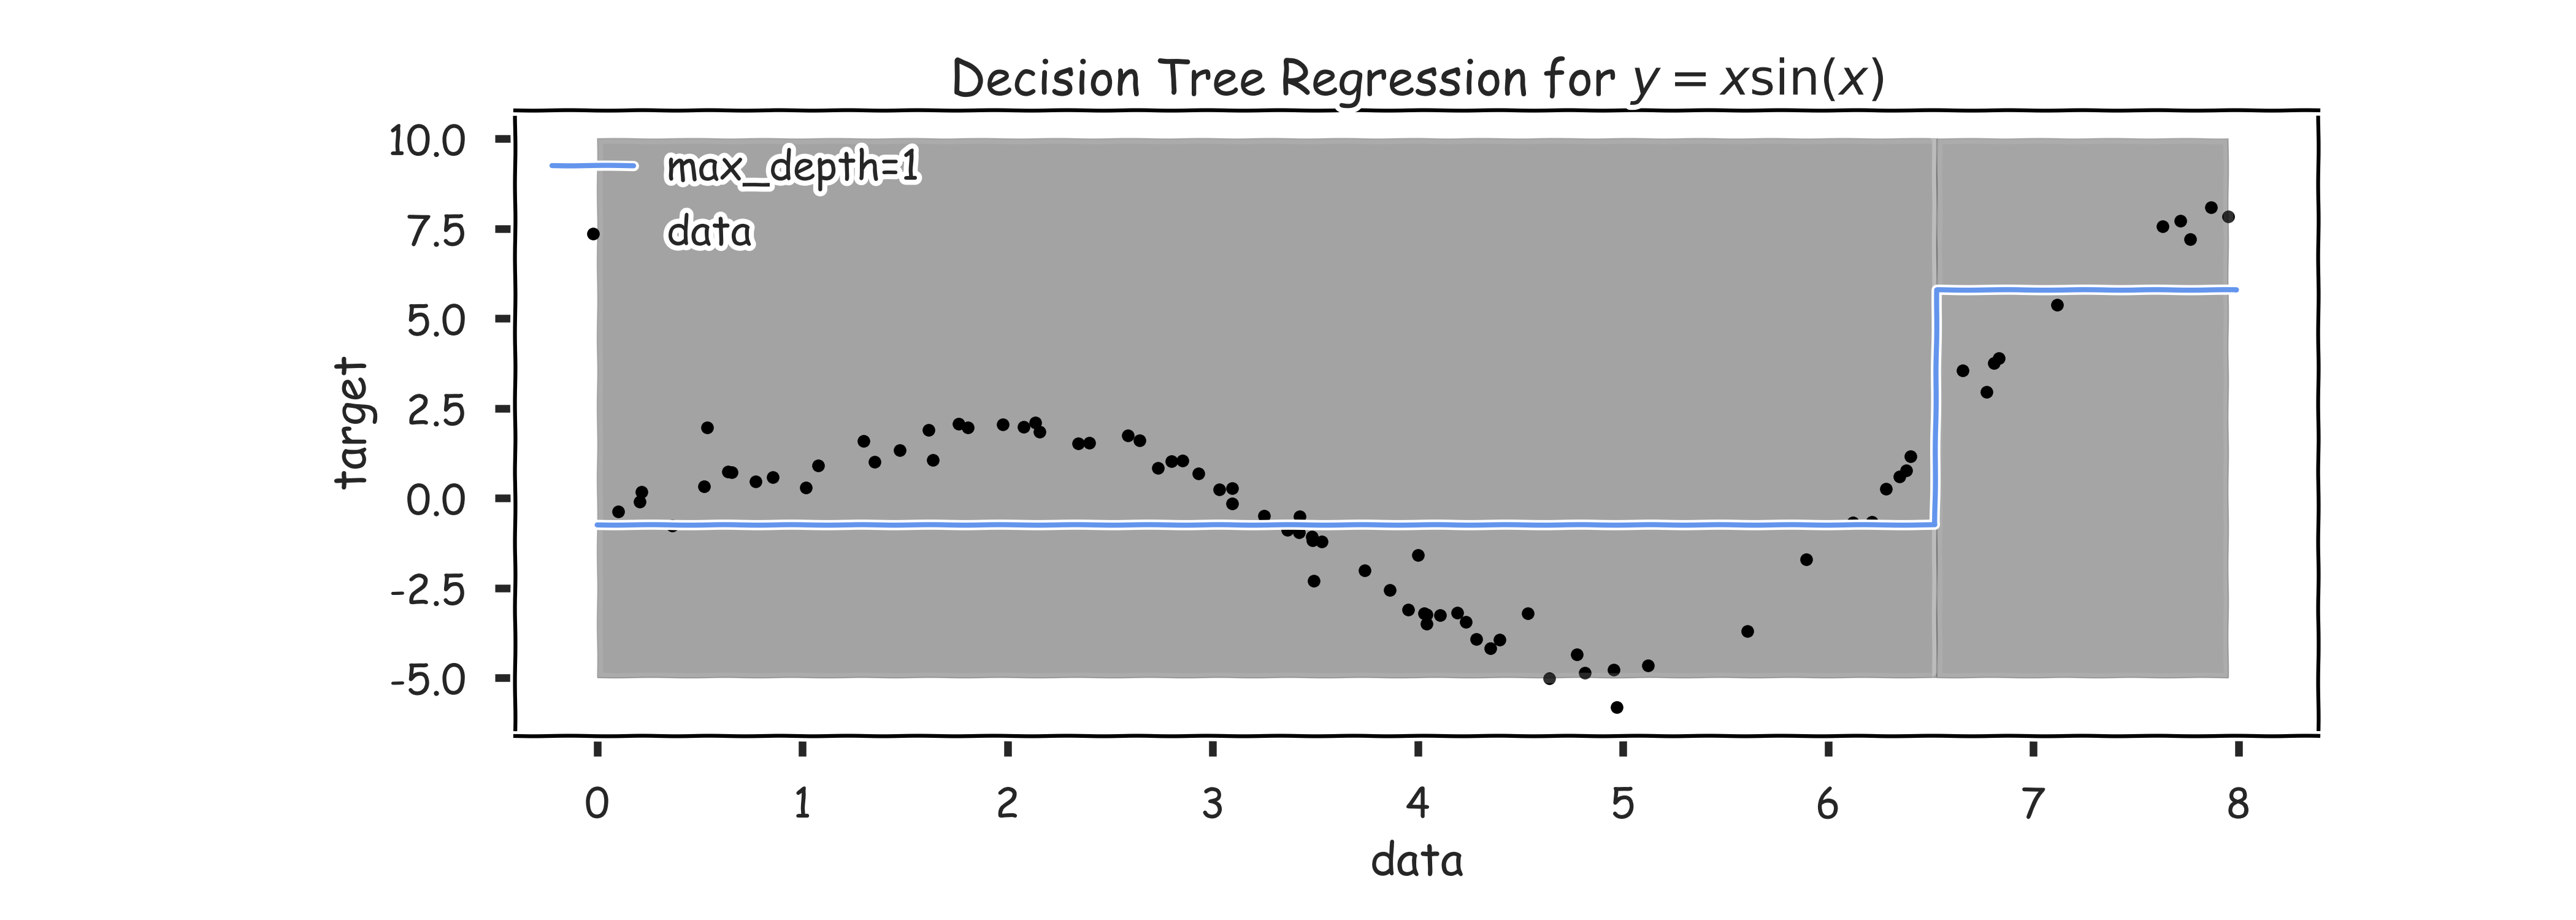 Decision Tree Regression for y = xsin(x)
10.0
7.5
5.0
2.5
0.0
-2.5
-5.0
target
max_depth=1
data
0 1 2 3 4 5 6 7 8
data